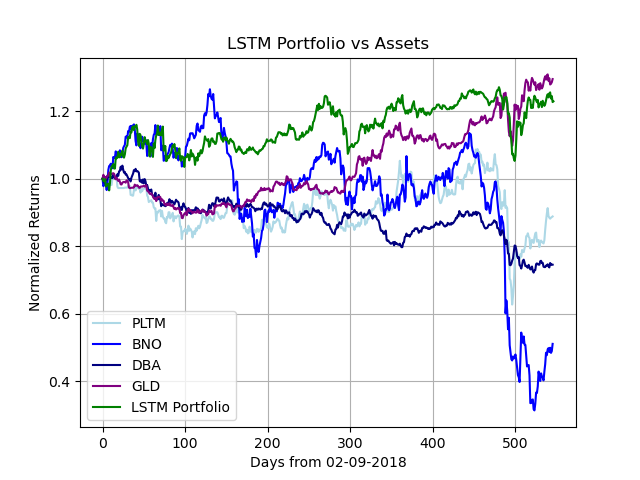 LSTM Portfolio vs Assets
Normalized Returns
1.2
1.0
0.8
0.6
0.4
PLTM
BNO
DBA
GLD
LSTM Portfolio
0 100 200 300 400 500
Days from 02-09-2018